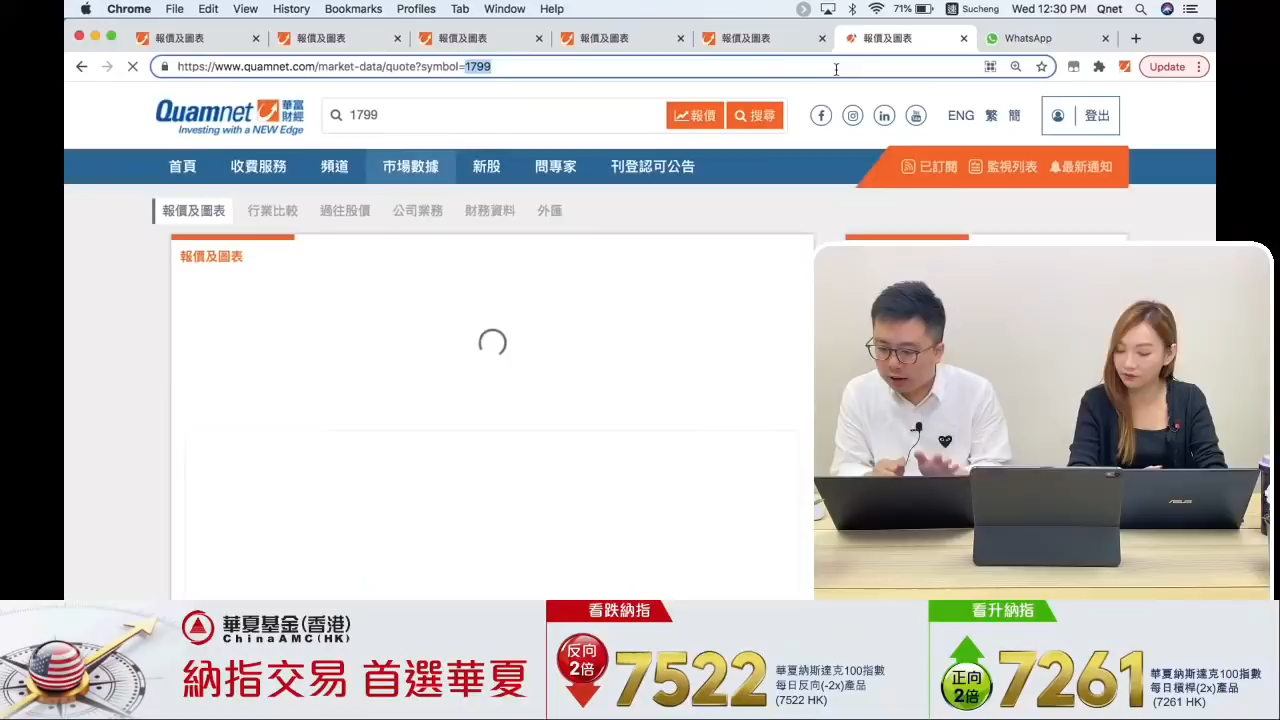 Chrome File Edit View History Bookmarks Profiles Tab Window Help 71% 速 Sucheng Wed 12:30 PM Qnet
報價及圖表 報價及圖表 報價及圖表 報價及圖表 報價及圖表 報價及圖表 WhatsApp
https://www.quamnet.com/market-data/quote?symbol=1799 Update
Quamnet 華富財經
Investing with a NEW Edge
1799 報價 搜尋 ENG 繁 簡 登出
首頁 收費服務 頻道 市場數據 新股 問專家 刊登認可公告 已訂閱 監視列表 最新通知
報價及圖表 行業比較 過往股價 公司業務 財務資料 外匯
報價及圖表
ASUS
華夏基金(香港)
ChinaAMC(HK)
納指交易 首選華夏
看跌納指
反向
2倍
7522
華夏納斯達克100指數
每日反向(-2x)產品
(7522 HK)
看升納指
正向
2倍
7261
華夏納斯達克100指數
每日槓桿(2x)產品
(7261 HK)